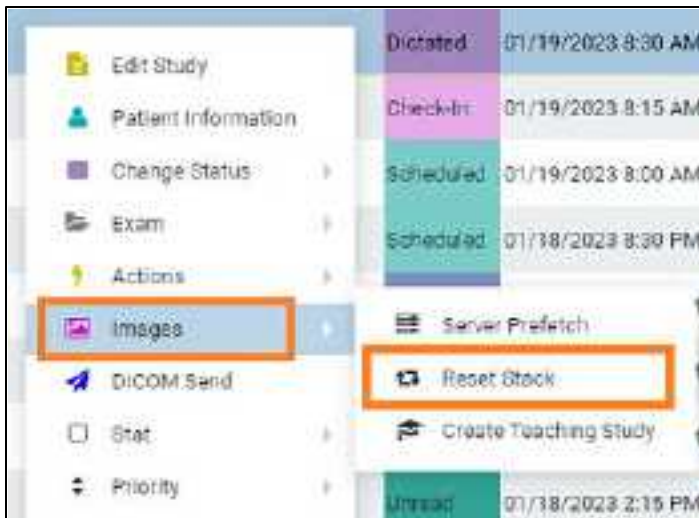 Edit Study
Patient Information
Change Status
Exam
Actions
Images
DICOM Send
Stat
Priority
Server Prefetch
Reset Stack
Create Teaching Study
Dictated 01/19/2023 8:30 AM
Check-In 01/19/2023 8:15 AM
Scheduled 01/19/2023 8:00 AM
Scheduled 01/18/2023 8:30 PM
Unread 01/18/2023 2:15 PM